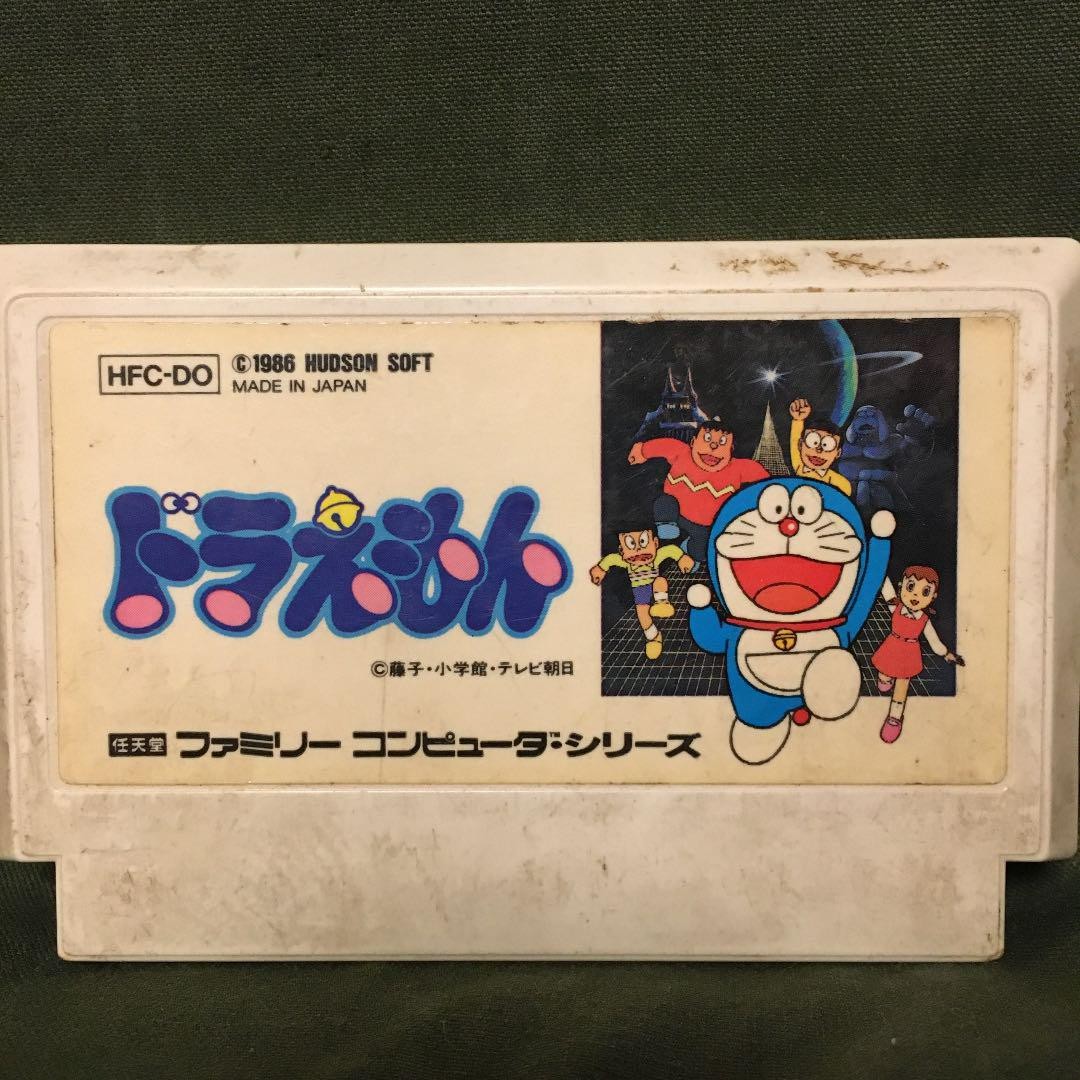 HFC-DO
©1986 HUDSON SOFT
MADE IN JAPAN
ドラえもん
©藤子・小学館・テレビ朝日
任天堂 ファミリー コンピュータ™・シリーズ